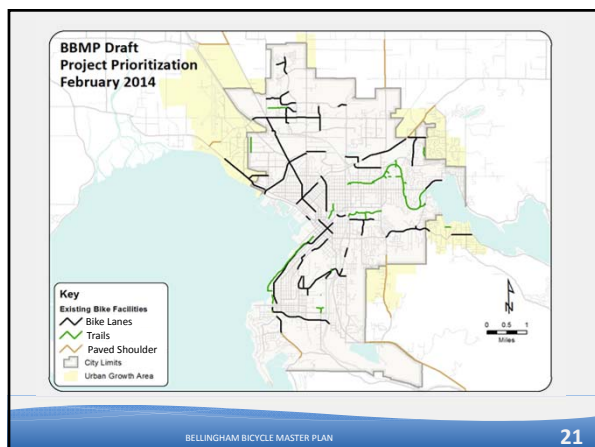 BBMP Draft
Project Prioritization
February 2014
Key
Existing Bike Facilities
Bike Lanes
Trails
Paved Shoulder
City Limits
Urban Growth Area
N
0 0.5 1
Miles
BELLINGHAM BICYCLE MASTER PLAN
21